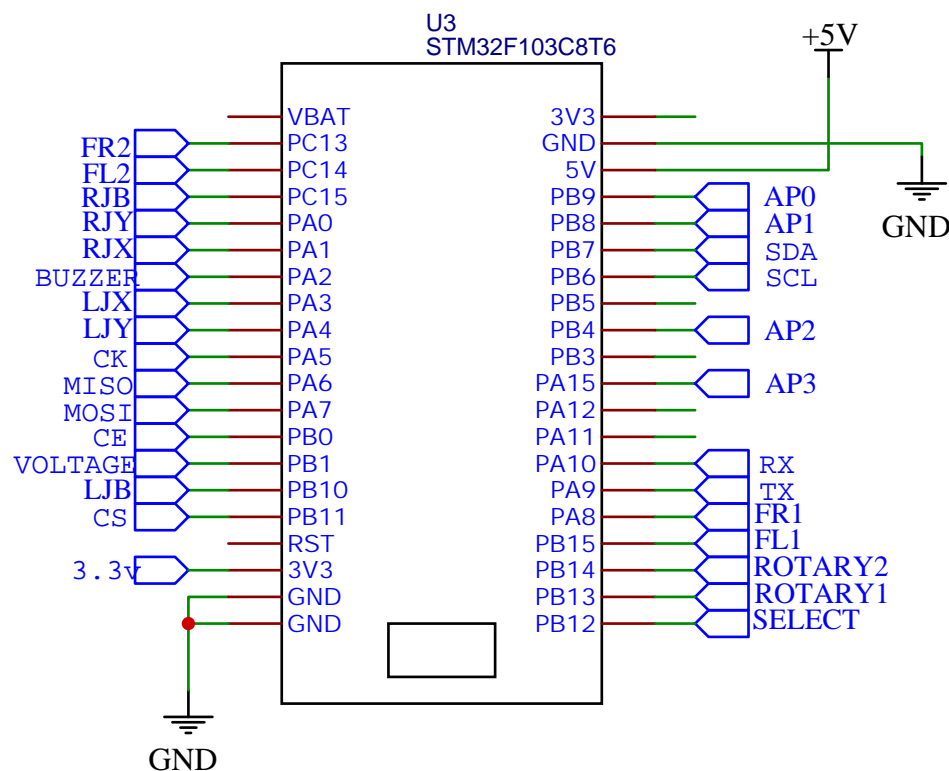 U3
STM32F103C8T6
+5V
VBAT 3V3
FR2 PC13 GND
FL2 PC14 5V
RJB PC15 PB9 AP0
RJY PA0 PB8 AP1
RJX PA1 PB7 SDA
BUZZER PA2 PB6 SCL
LJX PA3 PB5
LJY PA4 PB4 AP2
CK PA5 PB3
MISO PA6 PA15 AP3
MOSI PA7 PA12
CE PB0 PA11
VOLTAGE PB1 PA10 RX
LJB PB10 PA9 TX
CS PB11 PA8 FR1
RST PB15 FL1
3.3v 3V3 PB14 ROTARY2
GND PB13 ROTARY1
GND PB12 SELECT
GND
GND